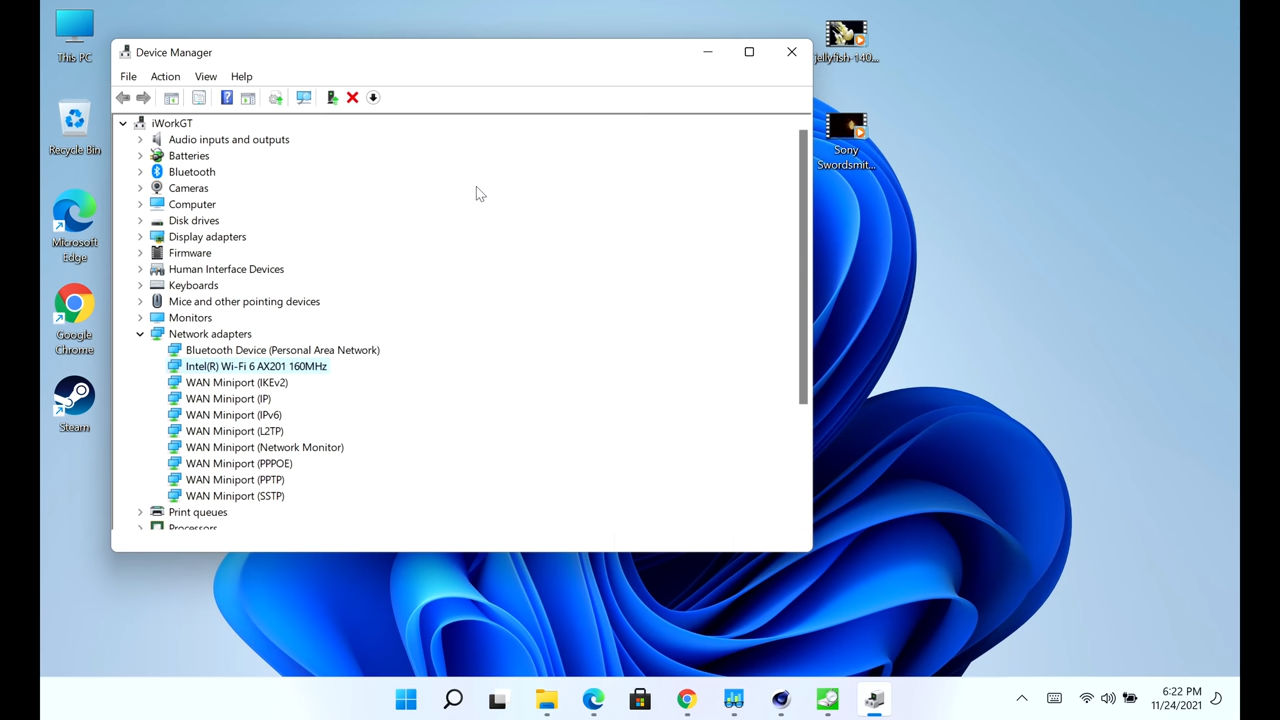 This PC
Recycle Bin
Microsoft
Edge
Google
Chrome
Steam
Device Manager
File Action View Help
iWorkGT
Audio inputs and outputs
Batteries
Bluetooth
Cameras
Computer
Disk drives
Display adapters
Firmware
Human Interface Devices
Keyboards
Mice and other pointing devices
Monitors
Network adapters
Bluetooth Device (Personal Area Network)
Intel(R) Wi-Fi 6 AX201 160MHz
WAN Miniport (IKEv2)
WAN Miniport (IP)
WAN Miniport (IPv6)
WAN Miniport (L2TP)
WAN Miniport (Network Monitor)
WAN Miniport (PPPOE)
WAN Miniport (PPTP)
WAN Miniport (SSTP)
Print queues
Processors
jellyfish-140...
Sony
Swordsmit...
6:22 PM
11/24/2021